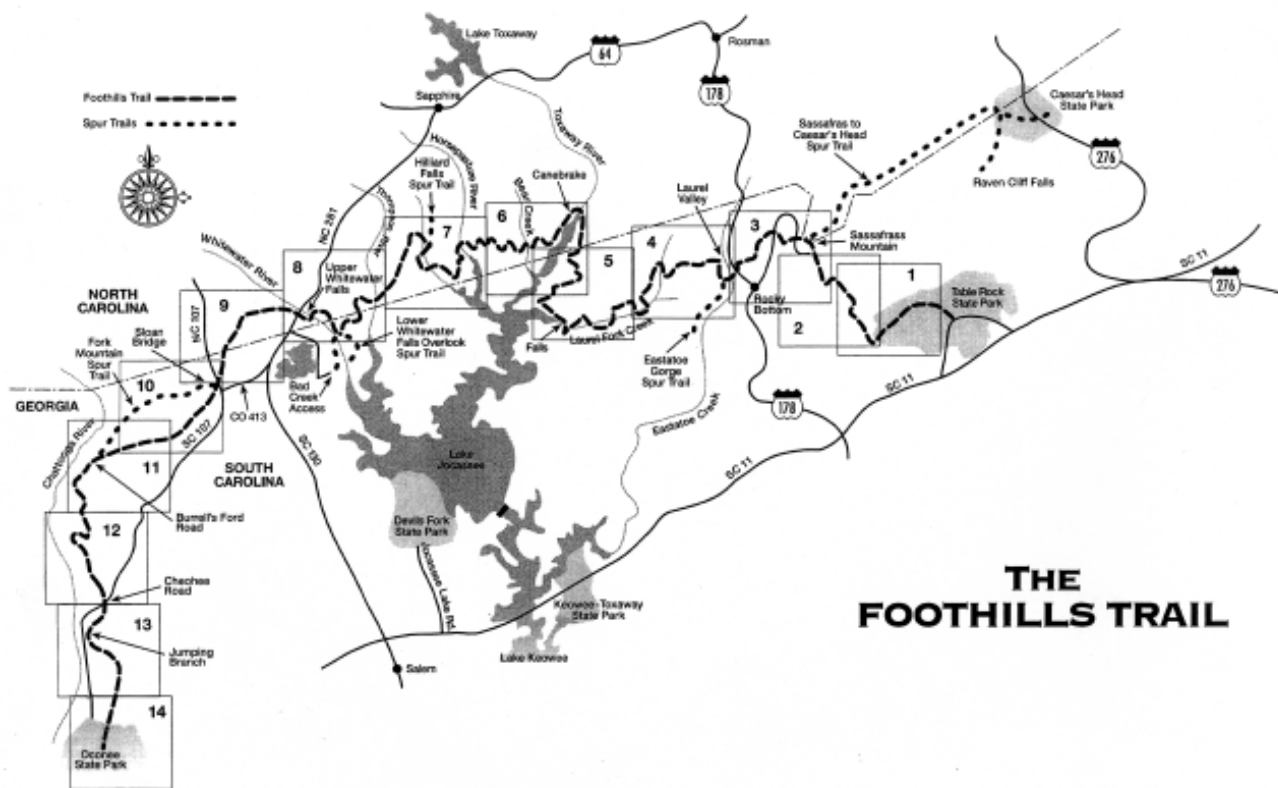 Lake Toxaway
64
Rosman
178
Foothills Trail
Spur Trails
Sapphire
Toxaway River
Horsepasture River
Hilliard
Falls
Spur Trail
Bear Creek
Canebrake
Laurel
Valley
Sassafras to
Caesar's Head
Spur Trail
Caesar's Head
State Park
276
Raven Cliff Falls
Sassafrass
Mountain
NC 281
Whitewater River
Upper
Whitewater
Falls
NORTH
CAROLINA
Sloan
Bridge
NC 107
Fork
Mountain
Spur
Trail
GEORGIA
Chattooga River
SC 107
CO 413
SOUTH
CAROLINA
Bad
Creek
Access
Lower
Whitewater
Falls Overlook
Spur Trail
Falls
Laurel Fork Creek
Eastatoe
Gorge
Spur Trail
Rocky
Bottom
Table Rock
State Park
SC 11
276
178
SC 11
SC 11
Eastatoe Creek
SC 130
Lake
Jocassee
Devils Fork
State Park
Jocassee Lake Rd.
Keowee-Toxaway
State Park
Lake Keowee
Salem
Burrell's Ford
Road
Cheohee
Road
Jumping
Branch
Oconee
State Park
1
2
3
4
5
6
7
8
9
10
11
12
13
14
THE
FOOTHILLS TRAIL